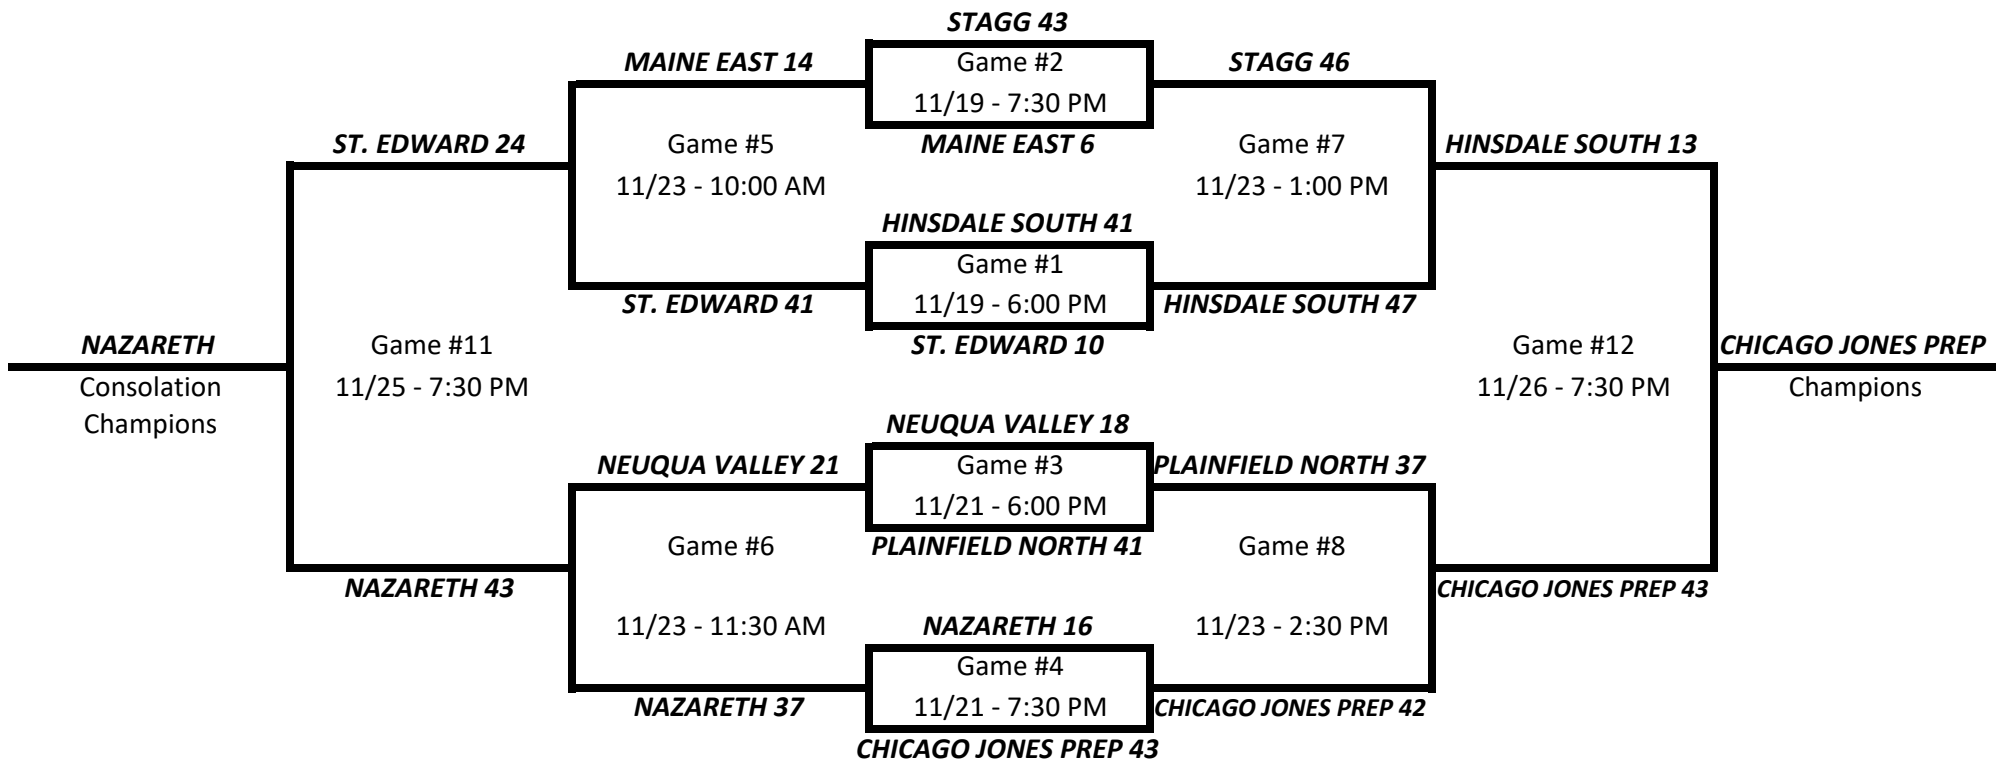 STAGG 43
MAINE EAST 14
Game #2
STAGG 46
11/19 - 7:30 PM
ST. EDWARD 24
Game #5
MAINE EAST 6
Game #7
HINSDALE SOUTH 13
11/23 - 10:00 AM
11/23 - 1:00 PM
HINSDALE SOUTH 41
Game #1
ST. EDWARD 41
11/19 - 6:00 PM
HINSDALE SOUTH 47
NAZARETH
Game #11
ST. EDWARD 10
Game #12
CHICAGO JONES PREP
Consolation
Champions
11/25 - 7:30 PM
11/26 - 7:30 PM
Champions
NEUQUA VALLEY 18
NEUQUA VALLEY 21
Game #3
PLAINFIELD NORTH 37
11/21 - 6:00 PM
Game #6
PLAINFIELD NORTH 41
Game #8
NAZARETH 43
CHICAGO JONES PREP 43
11/23 - 11:30 AM
NAZARETH 16
11/23 - 2:30 PM
Game #4
NAZARETH 37
11/21 - 7:30 PM
CHICAGO JONES PREP 42
CHICAGO JONES PREP 43